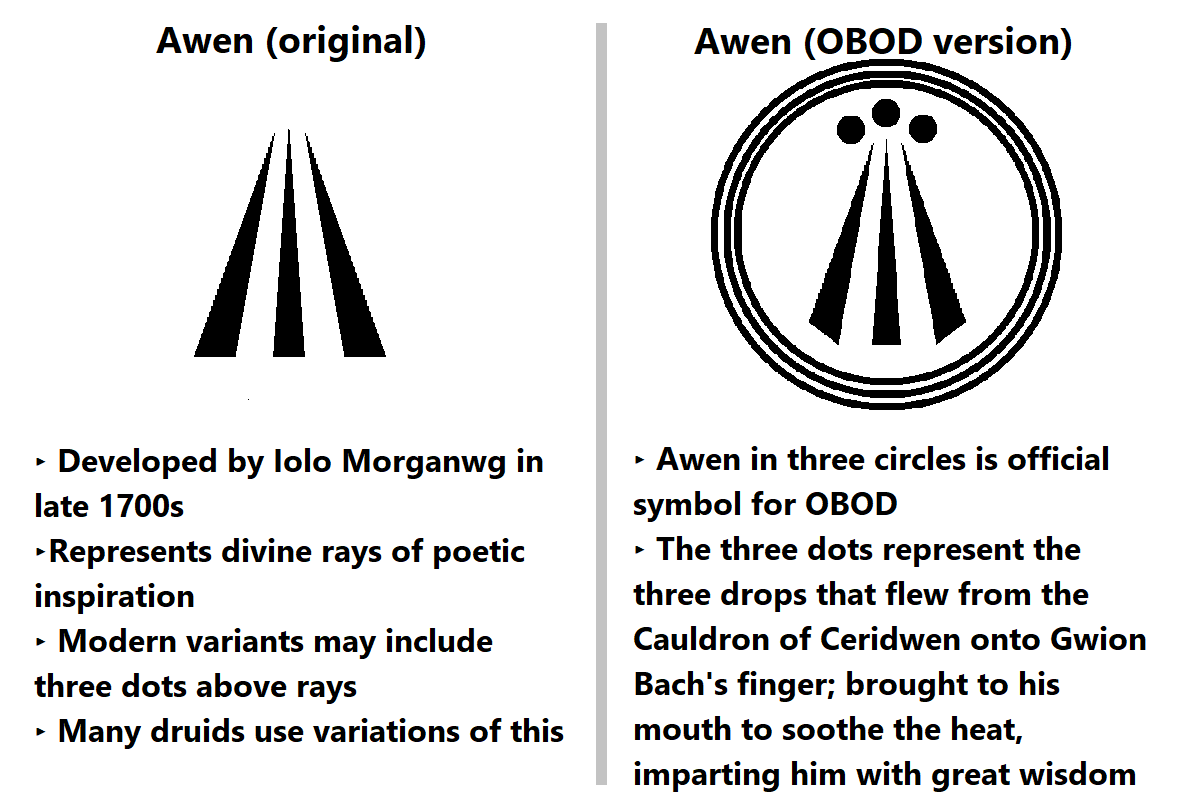 Awen (original)
‣ Developed by Iolo Morganwg in
late 1700s
‣Represents divine rays of poetic
inspiration
‣ Modern variants may include
three dots above rays
‣ Many druids use variations of this
Awen (OBOD version)
‣ Awen in three circles is official
symbol for OBOD
‣ The three dots represent the
three drops that flew from the
Cauldron of Ceridwen onto Gwion
Bach's finger; brought to his
mouth to soothe the heat,
imparting him with great wisdom